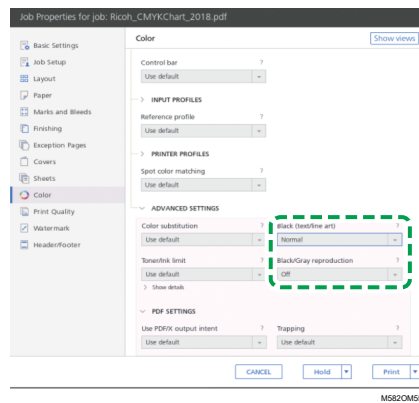 Job Properties for job: Ricoh_CMYKChart_2018.pdf
Basic Settings
Job Setup
Layout
Paper
Marks and Bleeds
Finishing
Exception Pages
Covers
Sheets
Color
Print Quality
Watermark
Header/Footer
Color
Show views
Control bar ?
Use default
INPUT PROFILES
Reference profile ?
Use default
PRINTER PROFILES
Spot color matching ?
Use default
ADVANCED SETTINGS
Color substitution ? Black (text/line art) ?
Use default Normal
Toner/Ink limit ? Black/Gray reproduction ?
Use default Off
Show details
PDF SETTINGS
Use PDF/X output intent ? Trapping ?
Use default Use default
CANCEL Hold Print